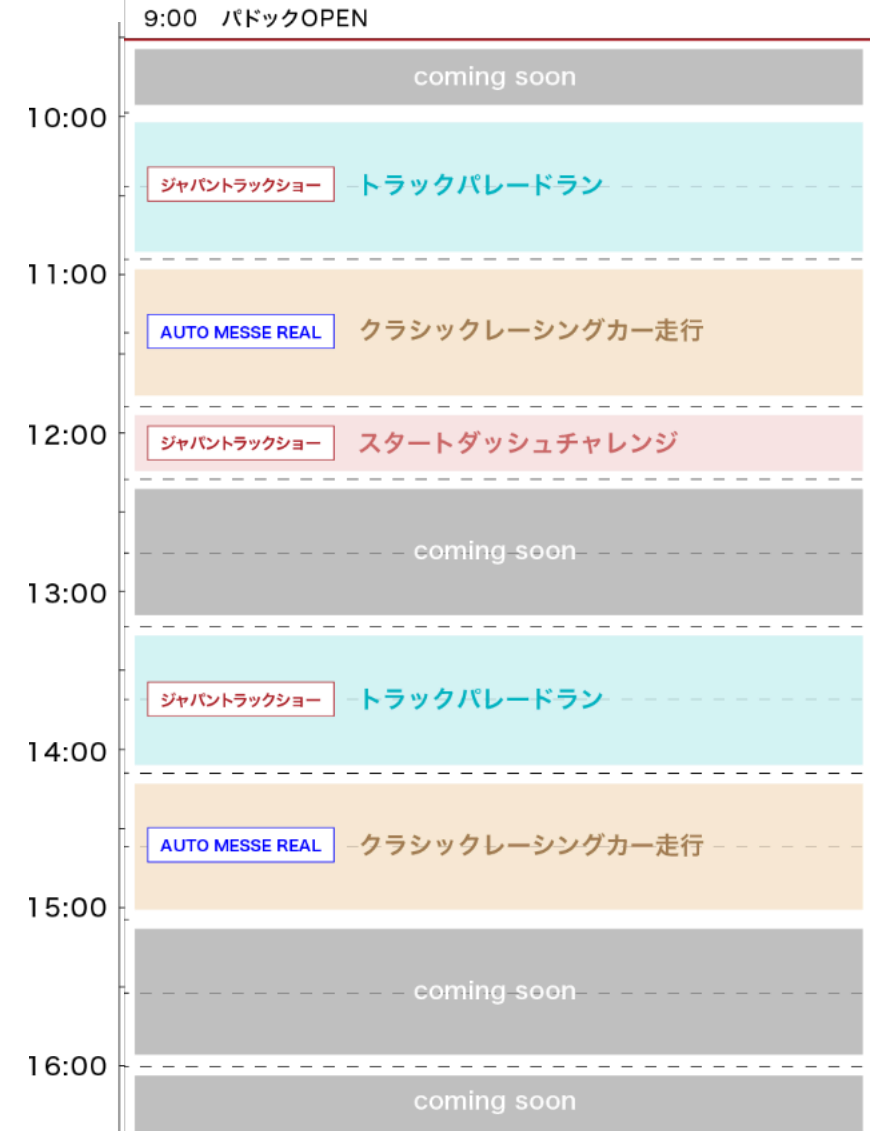 9:00 パドックOPEN
coming soon
10:00
ジャパントラックショー トラックパレードラン
11:00
AUTO MESSE REAL クラシックレーシングカー走行
12:00
ジャパントラックショー スタートダッシュチャレンジ
coming soon
13:00
ジャパントラックショー トラックパレードラン
14:00
AUTO MESSE REAL クラシックレーシングカー走行
15:00
coming soon
16:00
coming soon